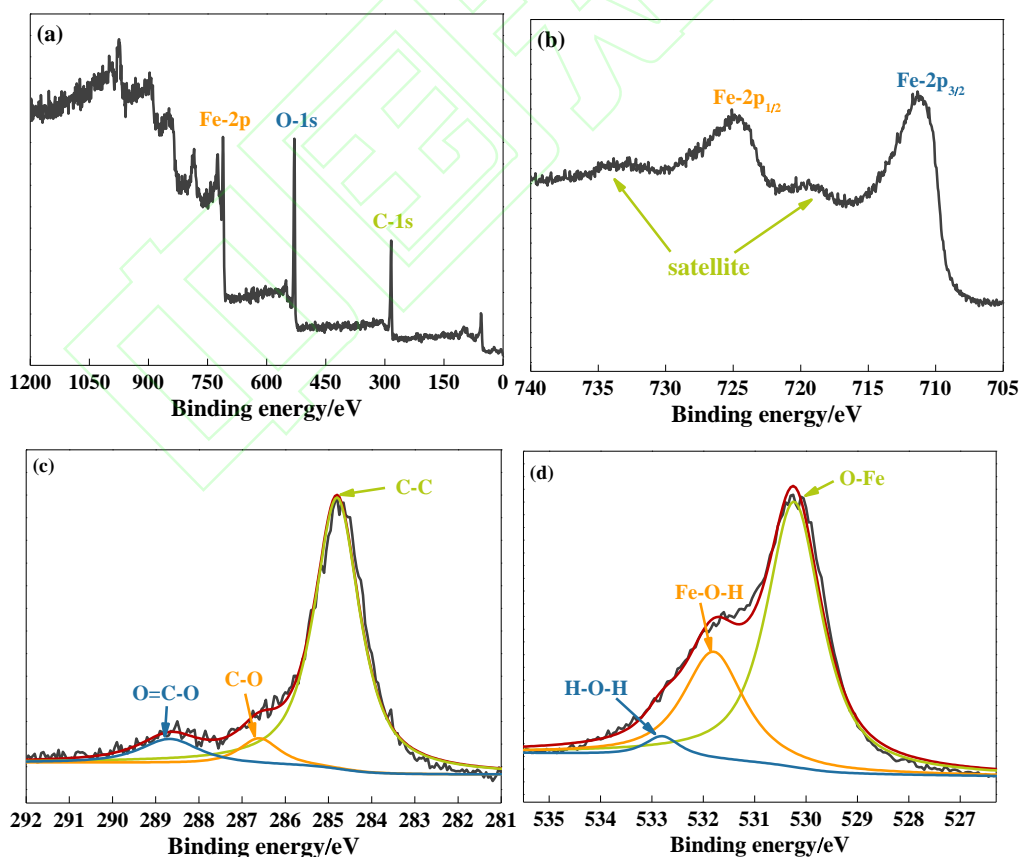 (a)
Fe-2p
O-1s
C-1s
1200 1050 900 750 600 450 300 150 0
Binding energy/eV
(b)
Fe-2p1/2
Fe-2p3/2
satellite
740 735 730 725 720 715 710 705
Binding energy/eV
(c)
C-C
C-O
O=C-O
292 291 290 289 288 287 286 285 284 283 282 281
Binding energy/eV
(d)
O-Fe
Fe-O-H
H-O-H
535 534 533 532 531 530 529 528 527
Binding energy/eV